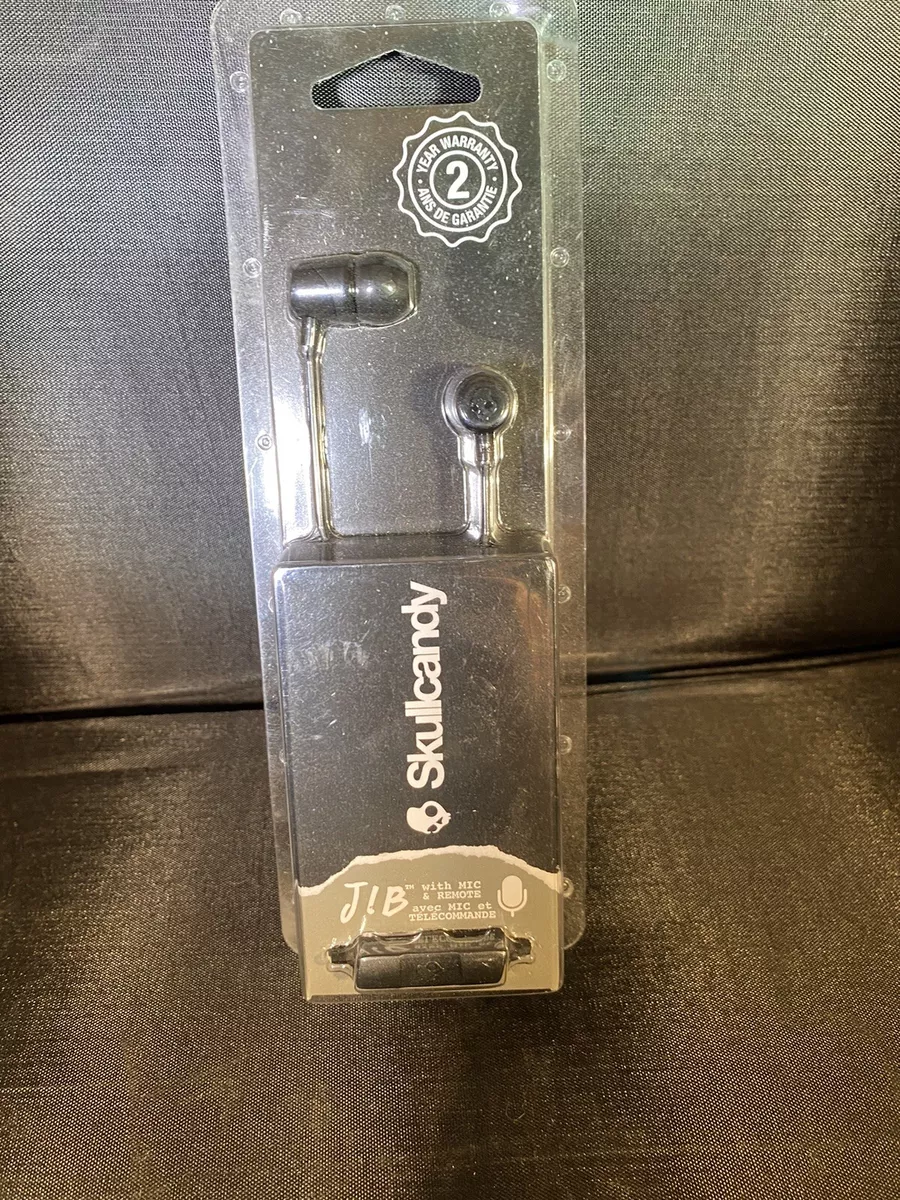 YEAR WARRANTY
2
ANS DE GARANTIE
Skullcandy
J!B™ with MIC
& REMOTE
avec MIC et
TÉLÉCOMMANDE